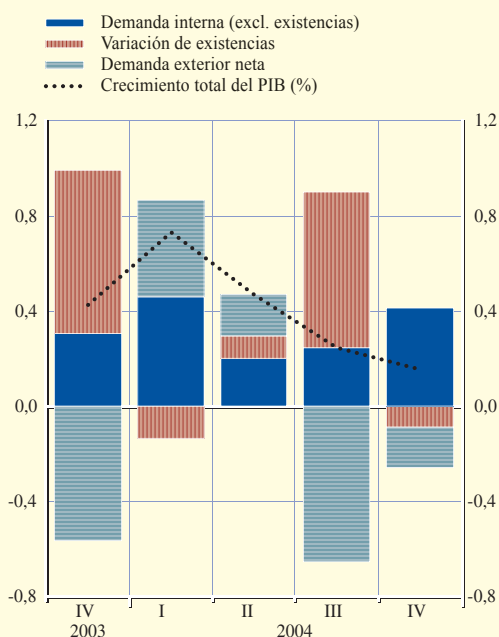 Demanda interna (excl. existencias)
Variación de existencias
Demanda exterior neta
Crecimiento total del PIB (%)
1,2 1,2
0,8 0,8
0,4 0,4
0,0 0,0
-0,4 -0,4
-0,8 -0,8
IV I II III IV
2003 2004